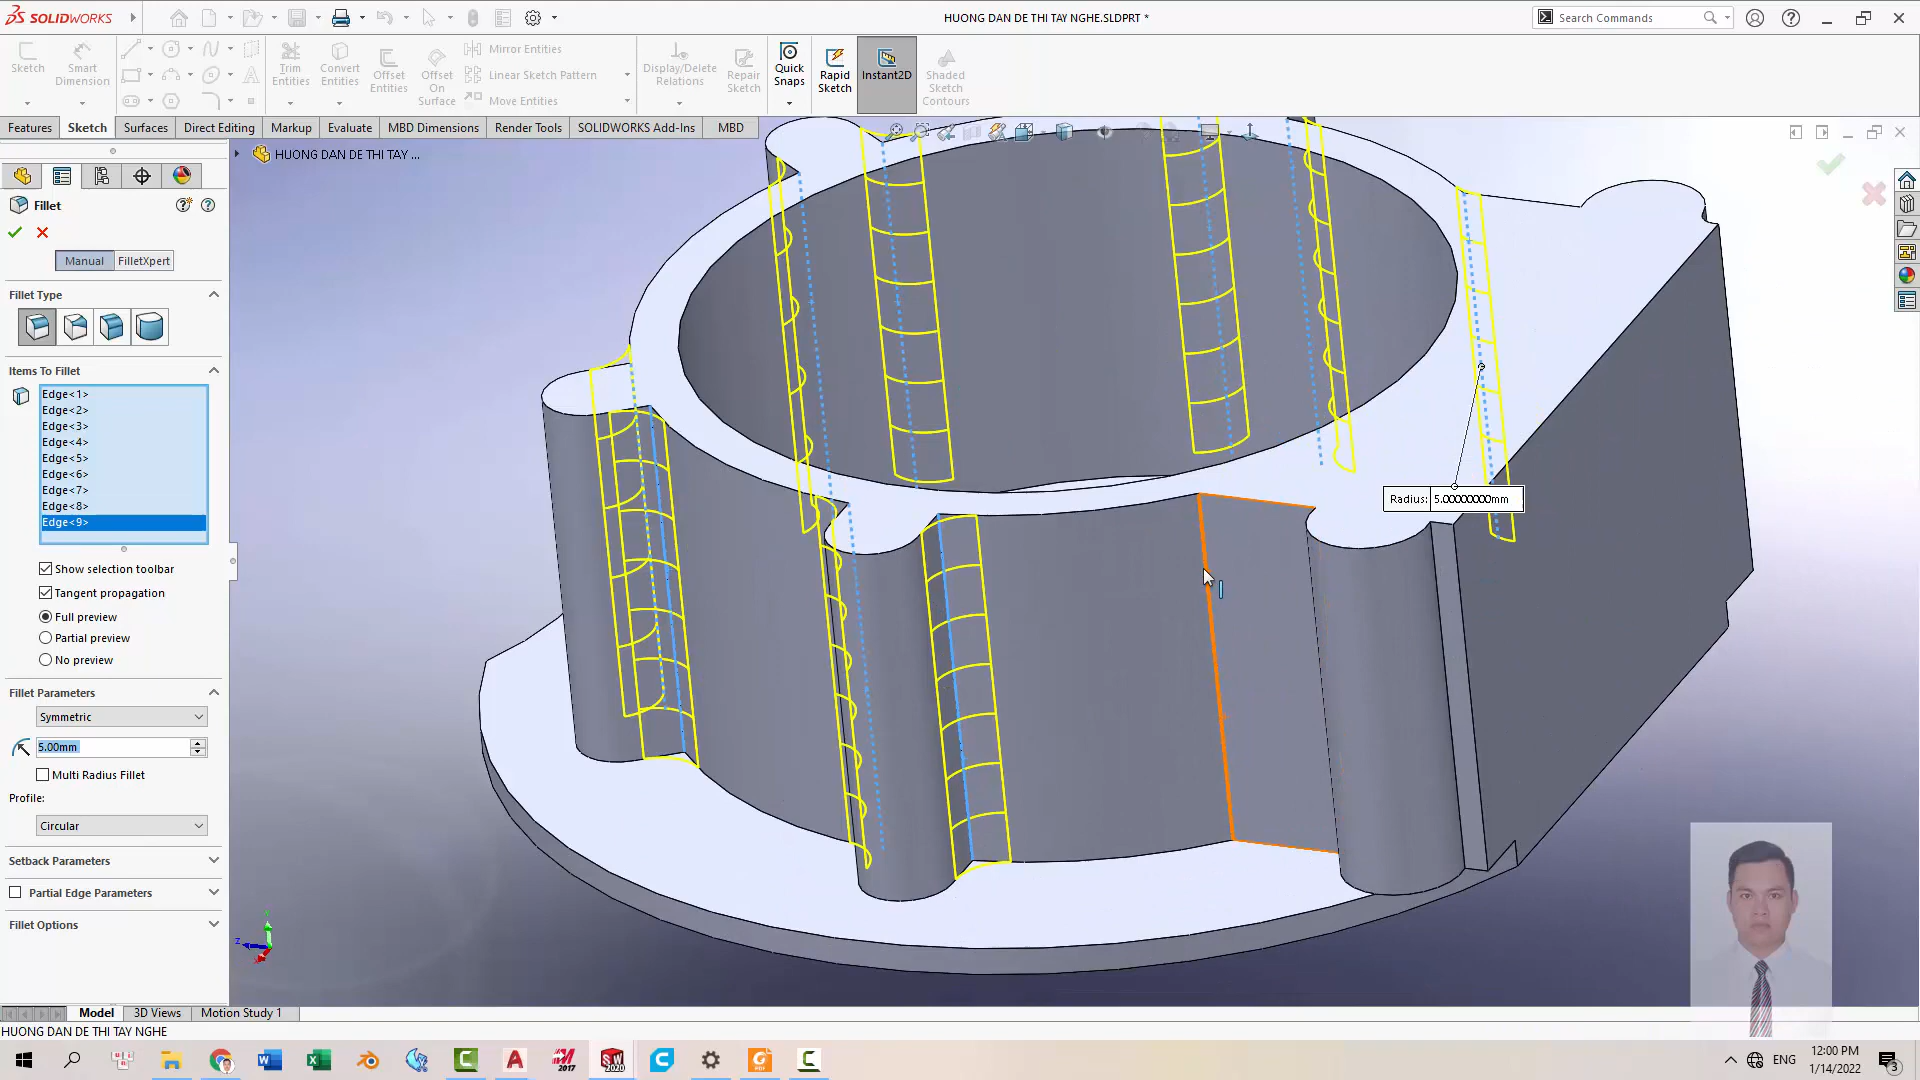 SOLIDWORKS
HUONG DAN DE THI TAY NGHE.SLDPRT *
Search Commands
Sketch
Smart Dimension
Trim Entities
Convert Entities
Offset Entities
Offset On Surface
Mirror Entities
Linear Sketch Pattern
Move Entities
Display/Delete Relations
Repair Sketch
Quick Snaps
Rapid Sketch
Instant2D
Shaded Sketch Contours
Features
Sketch
Surfaces
Direct Editing
Markup
Evaluate
MBD Dimensions
Render Tools
SOLIDWORKS Add-Ins
MBD
HUONG DAN DE THI TAY ...
Fillet
Manual
FilletXpert
Fillet Type
Items To Fillet
Edge<1>
Edge<2>
Edge<3>
Edge<4>
Edge<5>
Edge<6>
Edge<7>
Edge<8>
Edge<9>
Show selection toolbar
Tangent propagation
Full preview
Partial preview
No preview
Fillet Parameters
Symmetric
5.00mm
Multi Radius Fillet
Profile:
Circular
Setback Parameters
Partial Edge Parameters
Fillet Options
Radius: 5.00000000mm
Z
Model
3D Views
Motion Study 1
HUONG DAN DE THI TAY NGHE
2017
SW
2020
ENG
12:00 PM
1/14/2022
3